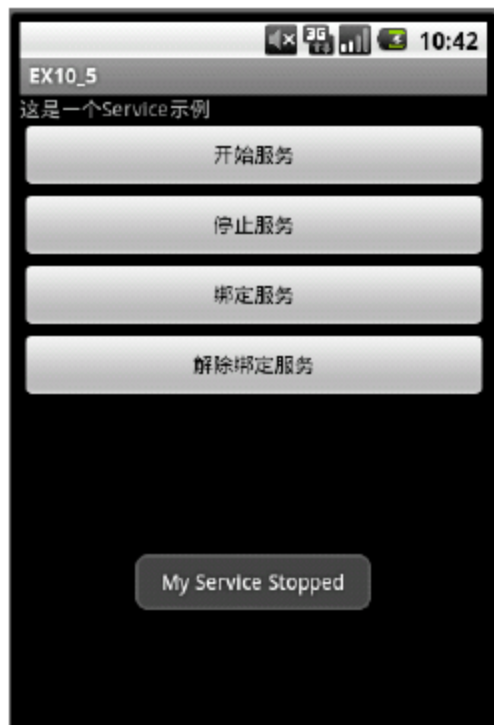 3G 10:42
EX10_5
这是一个Service示例
开始服务
停止服务
绑定服务
解除绑定服务
My Service Stopped